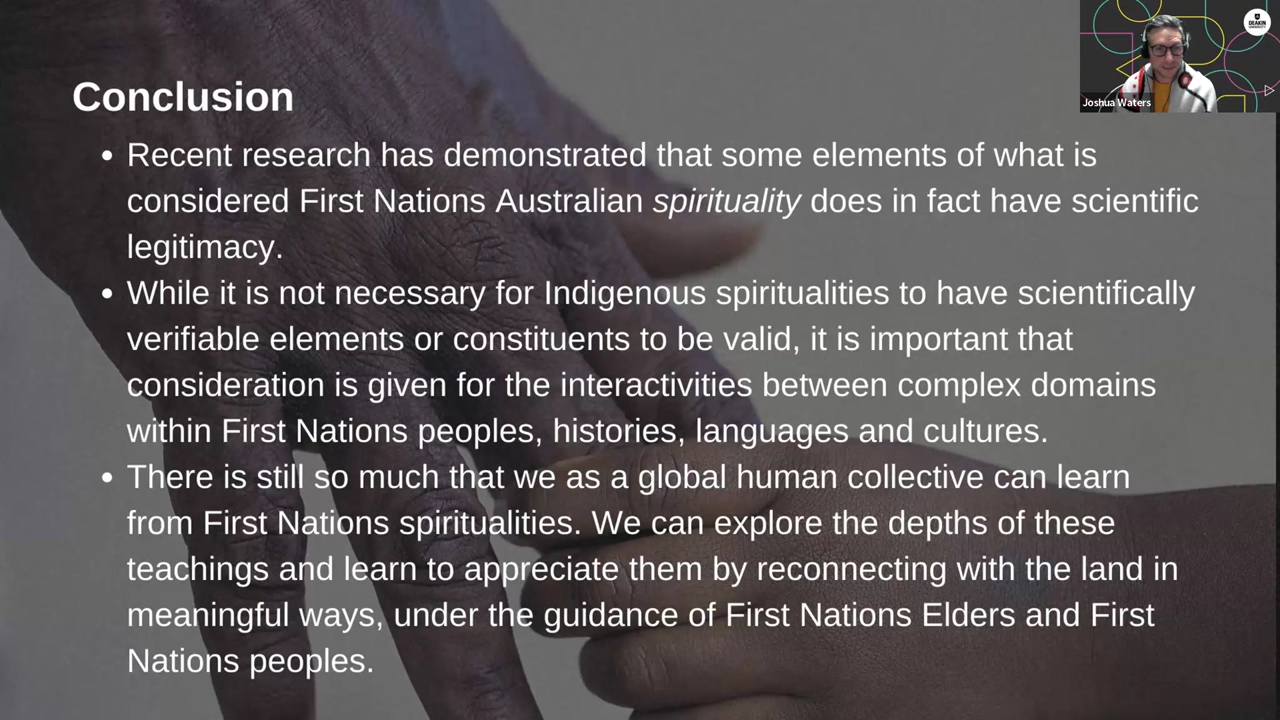 DEAKIN
UNIVERSITY
Joshua Waters
Conclusion
• Recent research has demonstrated that some elements of what is
considered First Nations Australian spirituality does in fact have scientific
legitimacy.
• While it is not necessary for Indigenous spiritualities to have scientifically
verifiable elements or constituents to be valid, it is important that
consideration is given for the interactivities between complex domains
within First Nations peoples, histories, languages and cultures.
• There is still so much that we as a global human collective can learn
from First Nations spiritualities. We can explore the depths of these
teachings and learn to appreciate them by reconnecting with the land in
meaningful ways, under the guidance of First Nations Elders and First
Nations peoples.